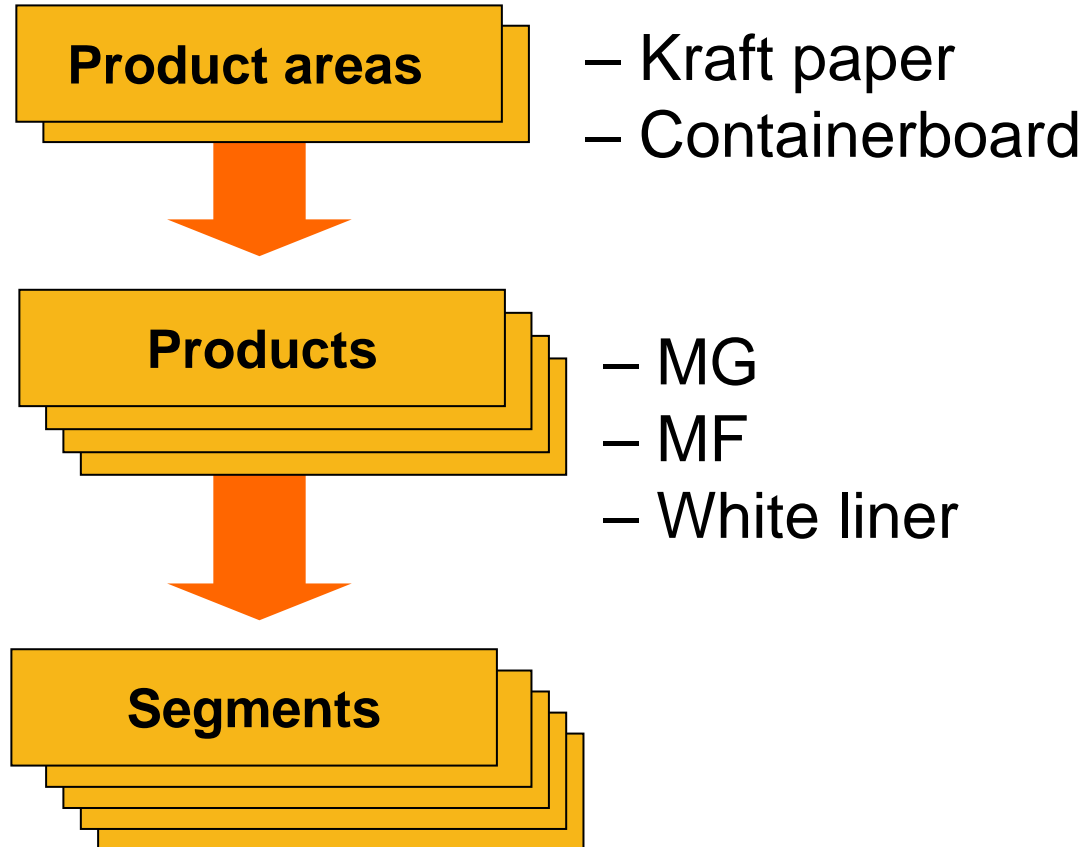 Product areas
– Kraft paper
– Containerboard
Products
– MG
– MF
– White liner
Segments